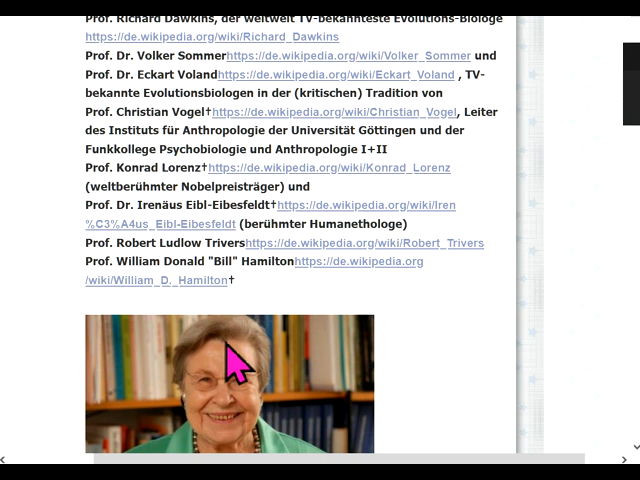 Prof. Richard Dawkins, der weltweit TV-bekannteste Evolutions-Biologe
https://de.wikipedia.org/wiki/Richard_Dawkins
Prof. Dr. Volker Sommerhttps://de.wikipedia.org/wiki/Volker_Sommer und
Prof. Dr. Eckart Volandhttps://de.wikipedia.org/wiki/Eckart_Voland , TV-
bekannte Evolutionsbiologen in der (kritischen) Tradition von
Prof. Christian Vogel†https://de.wikipedia.org/wiki/Christian_Vogel, Leiter
des Instituts für Anthropologie der Universität Göttingen und der
Funkkollege Psychobiologie und Anthropologie I+II
Prof. Konrad Lorenz†https://de.wikipedia.org/wiki/Konrad_Lorenz
(weltberühmter Nobelpreisträger) und
Prof. Dr. Irenäus Eibl-Eibesfeldt†https://de.wikipedia.org/wiki/Iren
%C3%A4us_Eibl-Eibesfeldt (berühmter Humanethologe)
Prof. Robert Ludlow Trivershttps://de.wikipedia.org/wiki/Robert_Trivers
Prof. William Donald "Bill" Hamiltonhttps://de.wikipedia.org
/wiki/William_D._Hamilton†